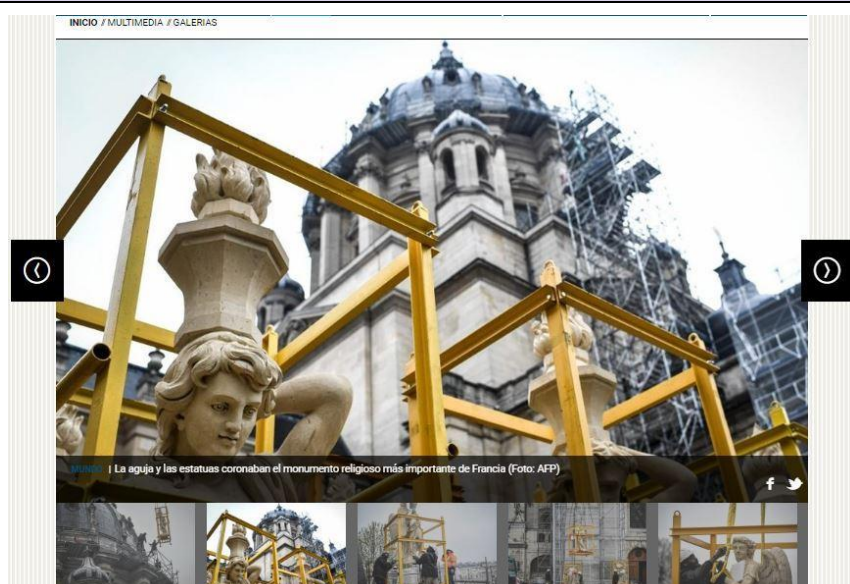 INICIO // MULTIMEDIA // GALERIAS
MUNDO | La aguja y las estatuas coronaban el monumento religioso más importante de Francia (Foto: AFP)